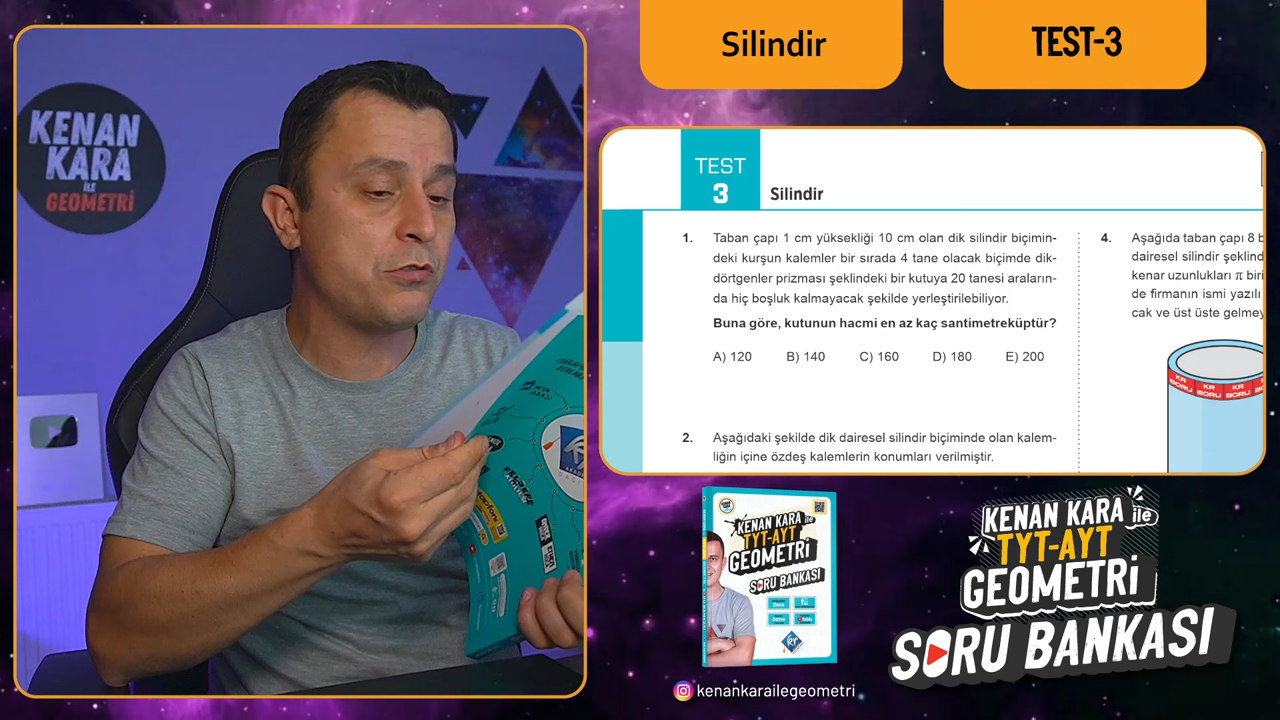 KENAN
KARA
İLE
GEOMETRİ
Silindir
TEST-3
TEST
3
Silindir
1. Taban çapı 1 cm yüksekliği 10 cm olan dik silindir biçimin-
deki kurşun kalemler bir sırada 4 tane olacak biçimde dik-
dörtgenler prizması şeklindeki bir kutuya 20 tanesi araların-
da hiç boşluk kalmayacak şekilde yerleştirilebiliyor.
Buna göre, kutunun hacmi en az kaç santimetreküptür?
A) 120 B) 140 C) 160 D) 180 E) 200
2. Aşağıdaki şekilde dik dairesel silindir biçiminde olan kalem-
liğin içine özdeş kalemlerin konumları verilmiştir.
4. Aşağıda taban çapı 8 b
dairesel silindir şeklind
kenar uzunlukları π biri
de firmanın ismi yazılı
cak ve üst üste gelmey
KR BORU KR BORU KR BORU
KENAN KARA ile
TYT-AYT
GEOMETRİ
SORU BANKASI
KENAN KARA ile
TYT-AYT
GEOMETRİ
SORU BANKASI
kenankarailegeometri